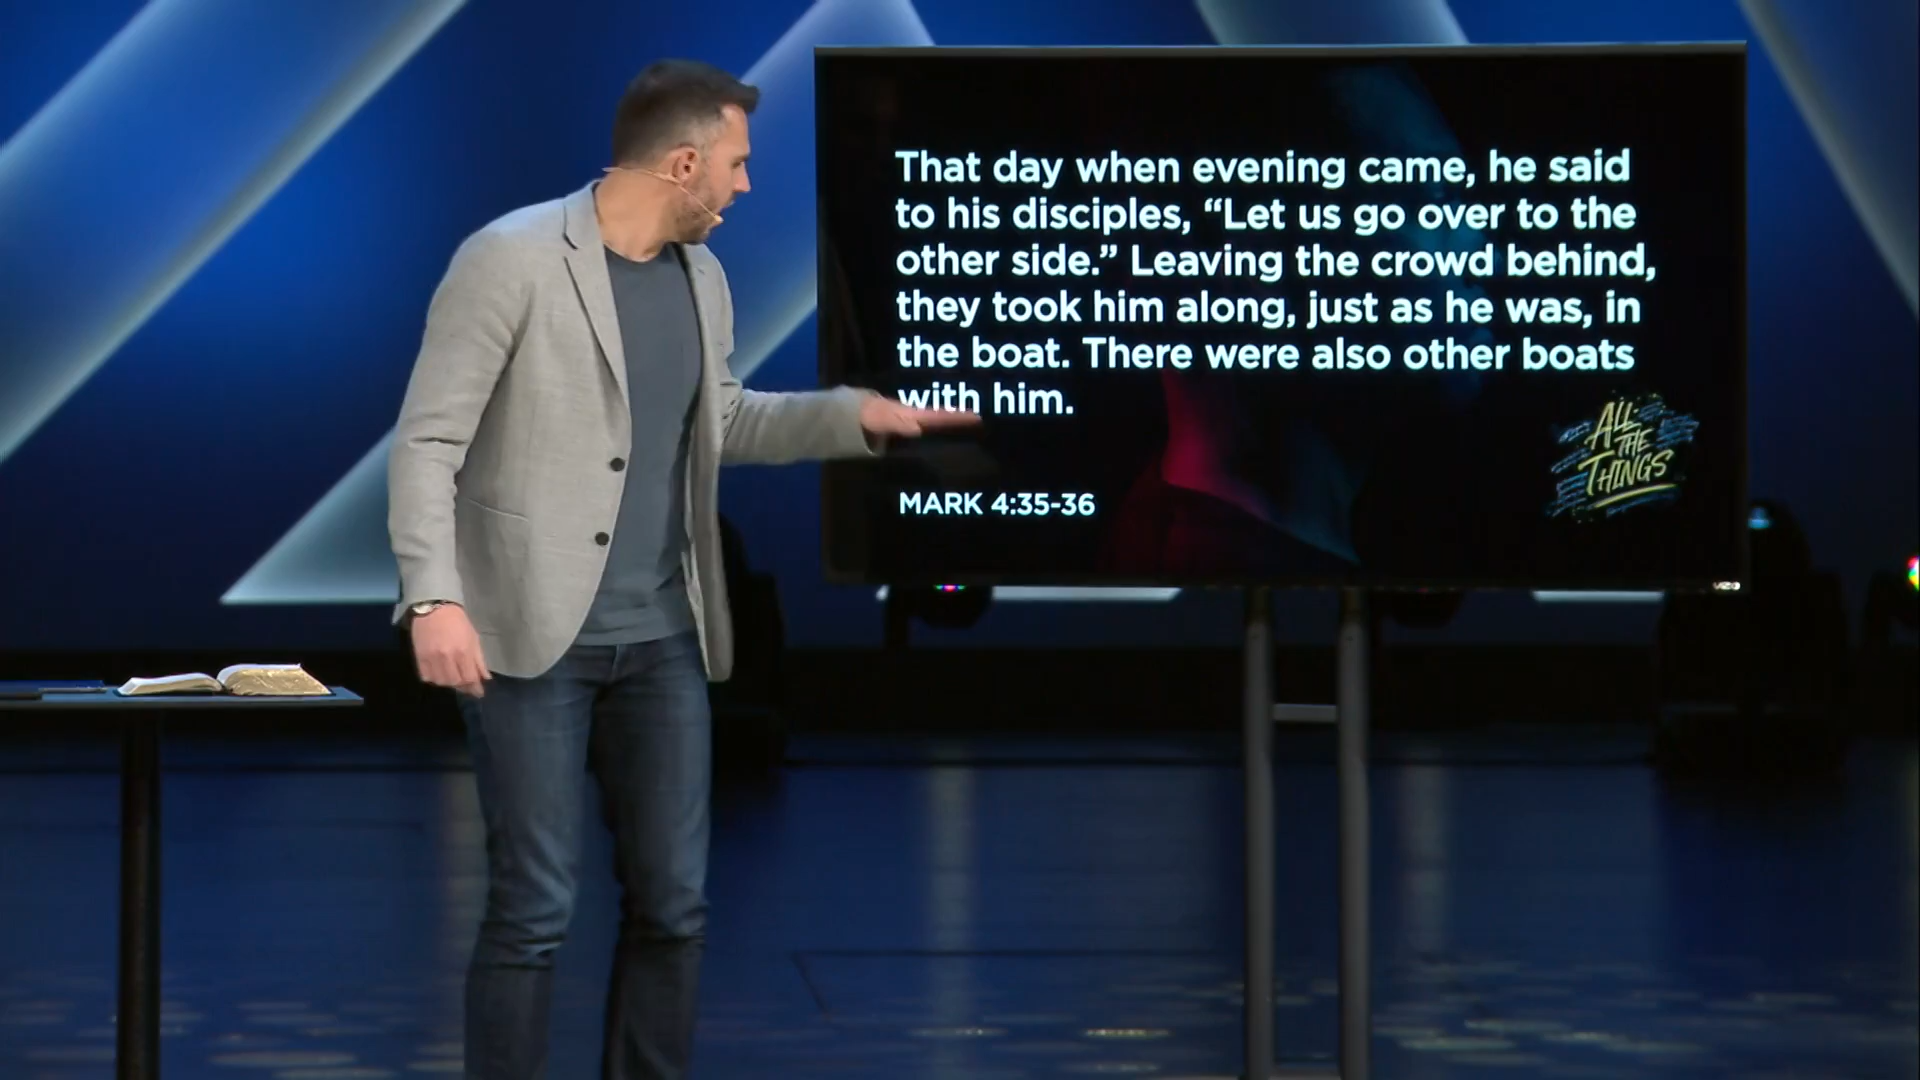 That day when evening came, he said
to his disciples, “Let us go over to the
other side.” Leaving the crowd behind,
they took him along, just as he was, in
the boat. There were also other boats
with him.
MARK 4:35-36
ALL
THE
THINGS
VIZIO